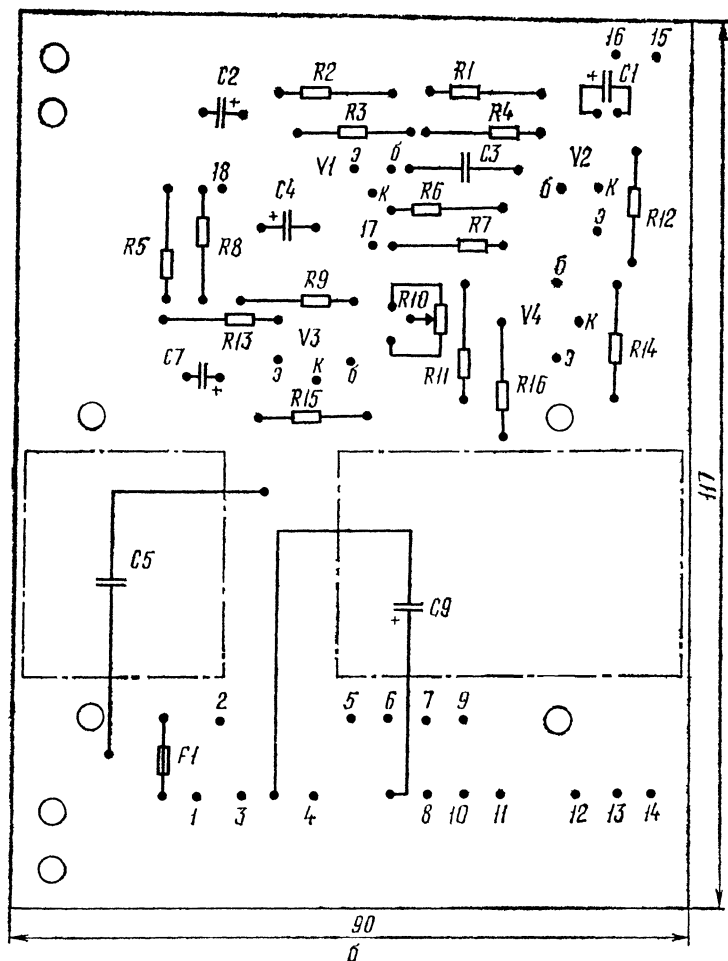 16 15
C2 R2 R1 + C1
+
R3 R4
V1 э б C3 V2
18 к б к
C4 R6 э R12
+
R5 R8 17 R7
б
R9 R10 V4 к
R13 V3 R14
э к б э
C7 R11 R16
+
R15
117
C5 C9
+
2 5 6 7 9
F1
1 3 4 8 10 11 12 13 14
90
б